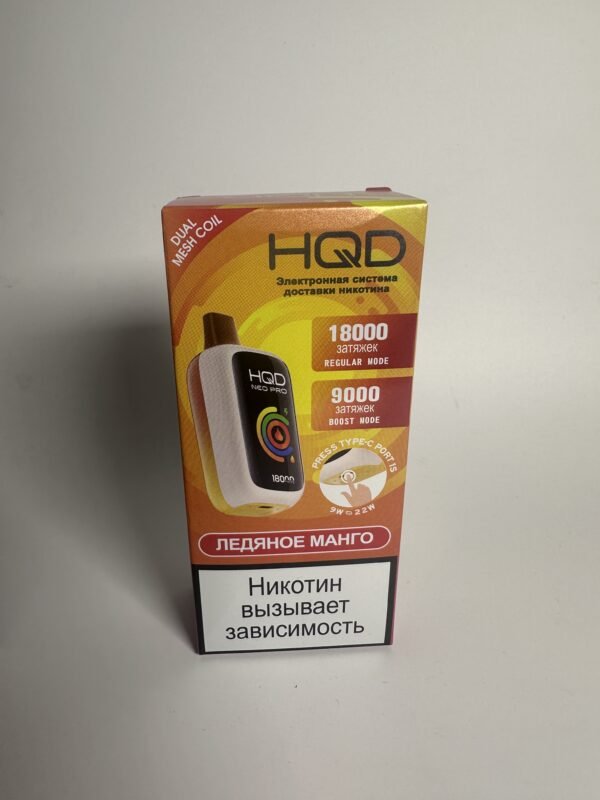 DUAL
MESH COIL
HQD
Электронная система
доставки никотина
18000
затяжек
REGULAR MODE
9000
затяжек
BOOST MODE
HQD
NEO PRO
18000
PRESS TYPE-C PORT 1S
9W ⇆ 22W
ЛЕДЯНОЕ МАНГО
Никотин
вызывает
зависимость